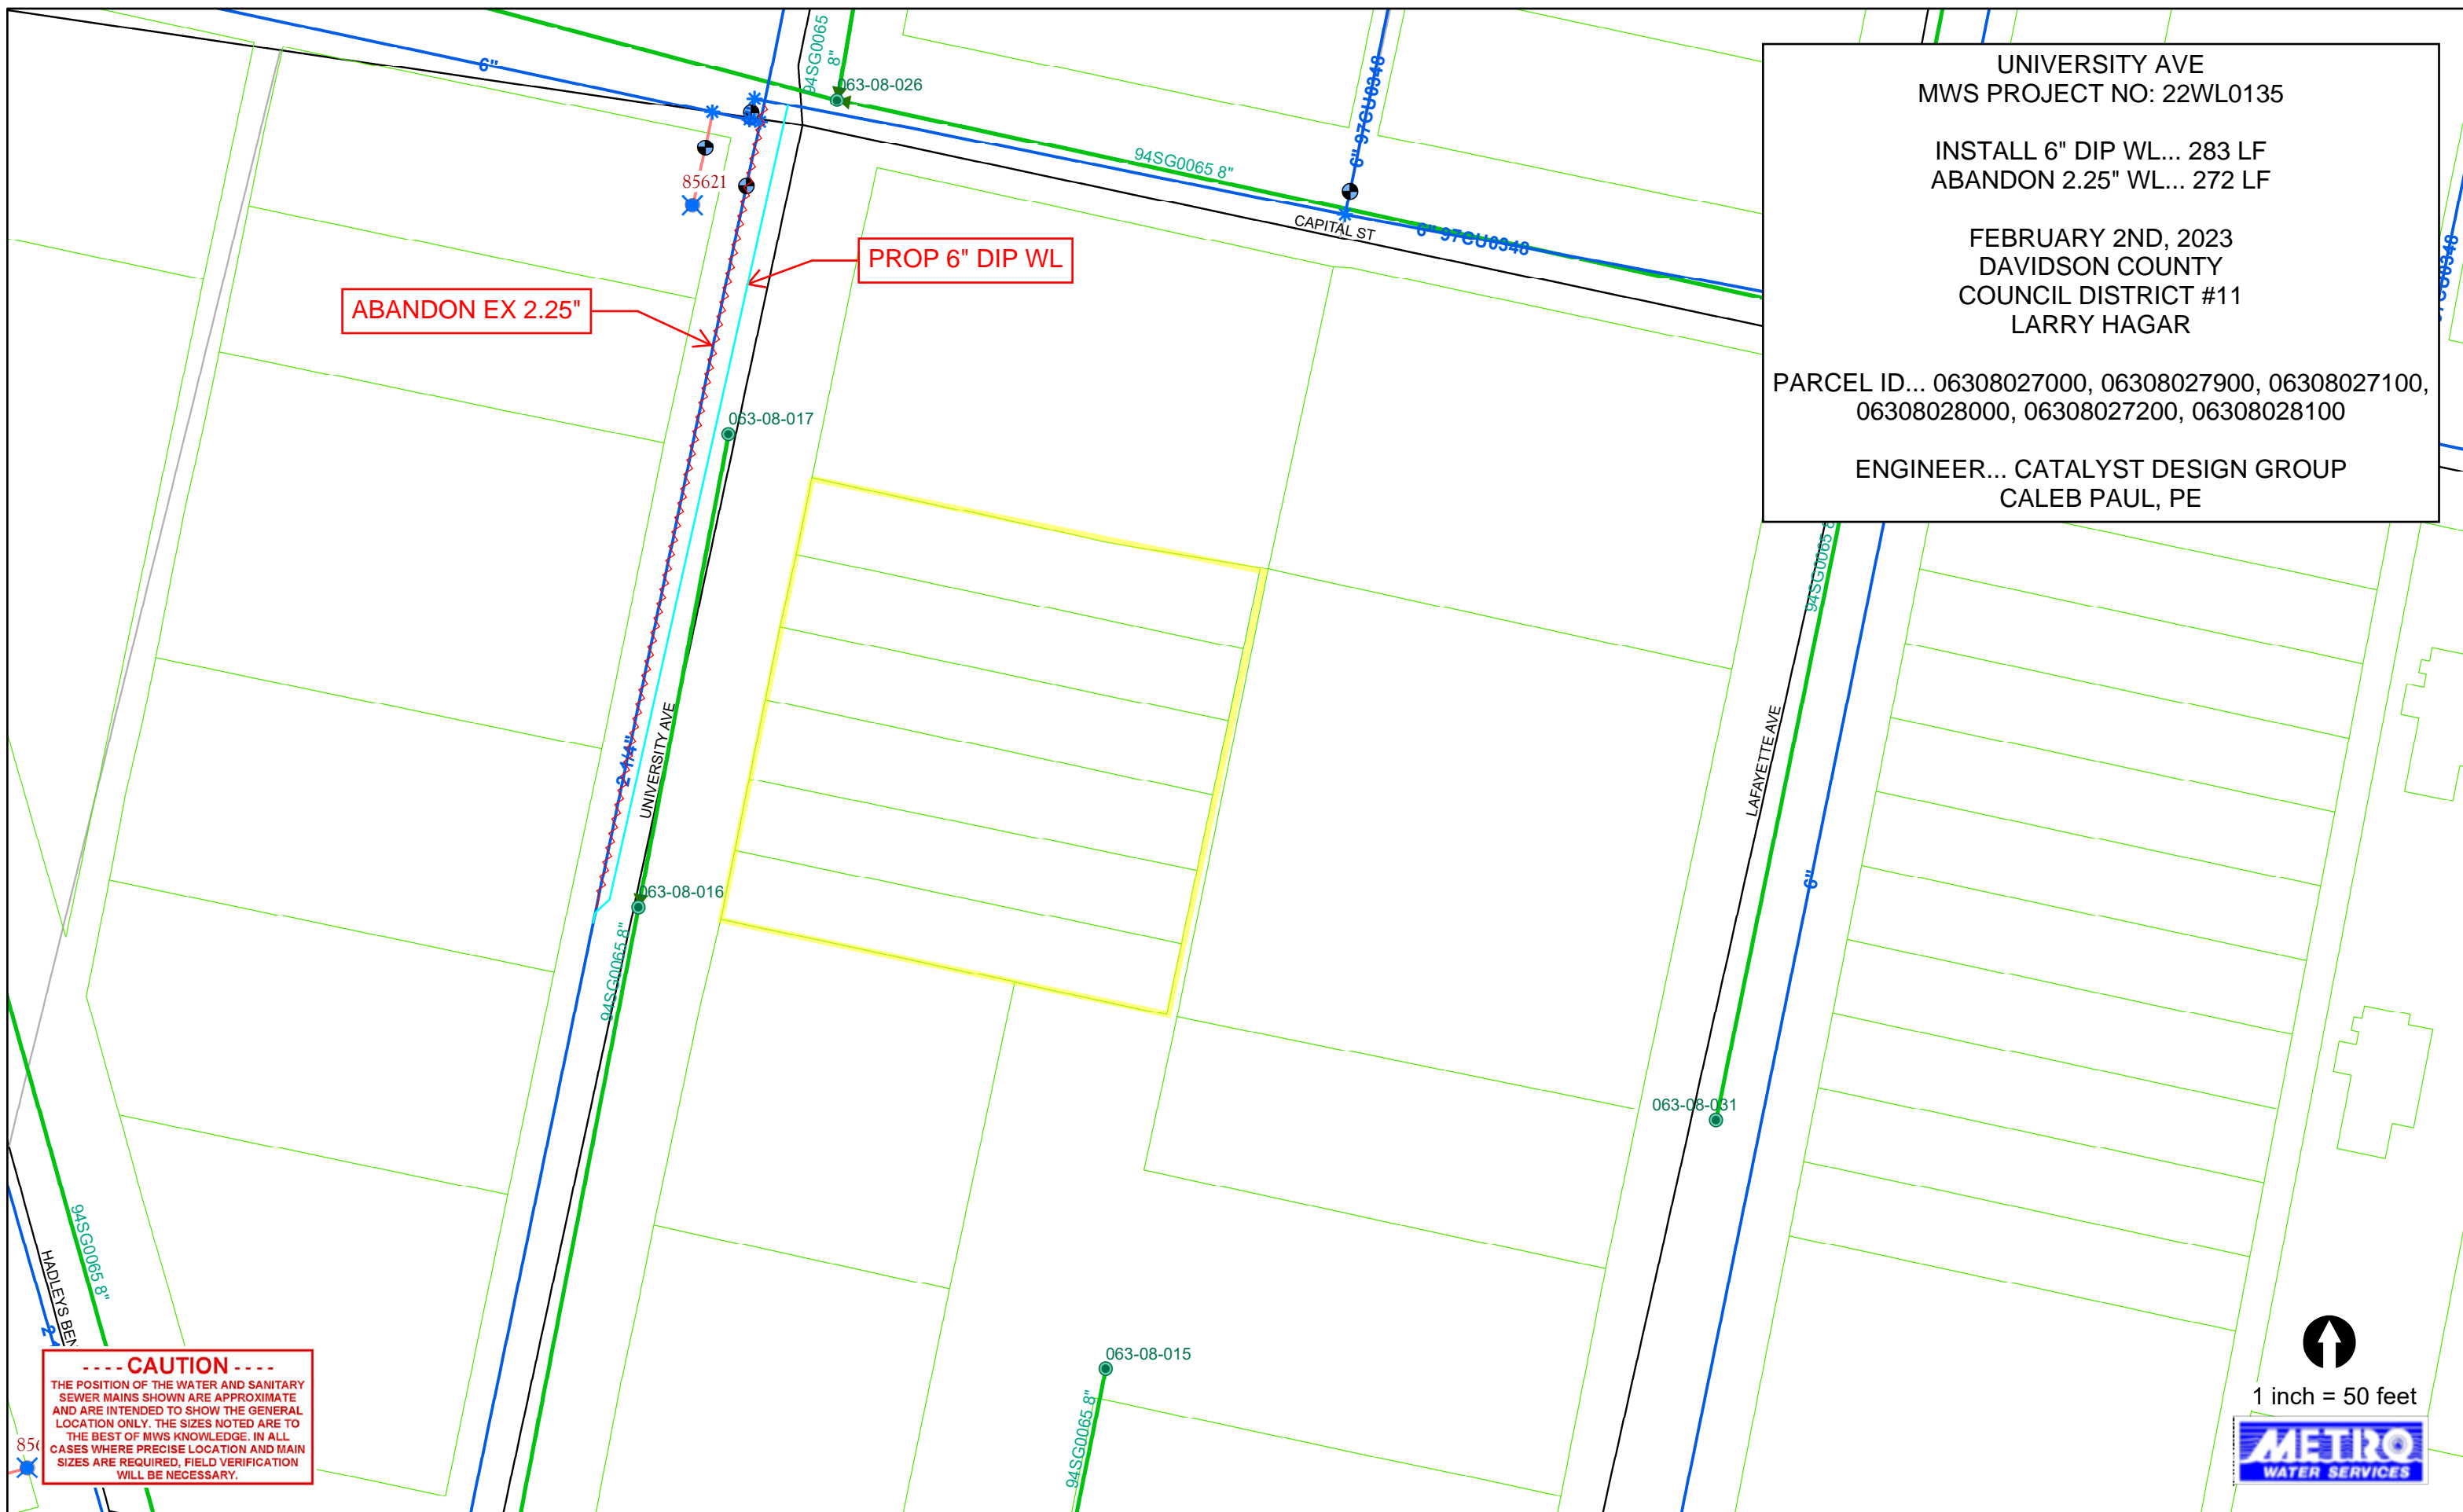 UNIVERSITY AVE
MWS PROJECT NO: 22WL0135
INSTALL 6" DIP WL... 283 LF
ABANDON 2.25" WL... 272 LF
FEBRUARY 2ND, 2023
DAVIDSON COUNTY
COUNCIL DISTRICT #11
LARRY HAGAR
PARCEL ID... 06308027000, 06308027900, 06308027100,
06308028000, 06308027200, 06308028100
ENGINEER... CATALYST DESIGN GROUP
CALEB PAUL, PE
6"
94SG0065
8"
063-08-026
6" 97CU0348
94SG0065 8"
CAPITAL ST
6" 97CU0348
85621
PROP 6" DIP WL
ABANDON EX 2.25"
063-08-017
2 1/4"
UNIVERSITY AVE
063-08-016
94SG0065 8"
94SG0065
LAFAYETTE AVE
6"
063-08-031
063-08-015
94SG0065 8"
94SG0065 8"
HADLEYS BEN
- - - - CAUTION - - - -
THE POSITION OF THE WATER AND SANITARY
SEWER MAINS SHOWN ARE APPROXIMATE
AND ARE INTENDED TO SHOW THE GENERAL
LOCATION ONLY. THE SIZES NOTED ARE TO
THE BEST OF MWS KNOWLEDGE. IN ALL
CASES WHERE PRECISE LOCATION AND MAIN
SIZES ARE REQUIRED, FIELD VERIFICATION
WILL BE NECESSARY.
1 inch = 50 feet
METRO
WATER SERVICES